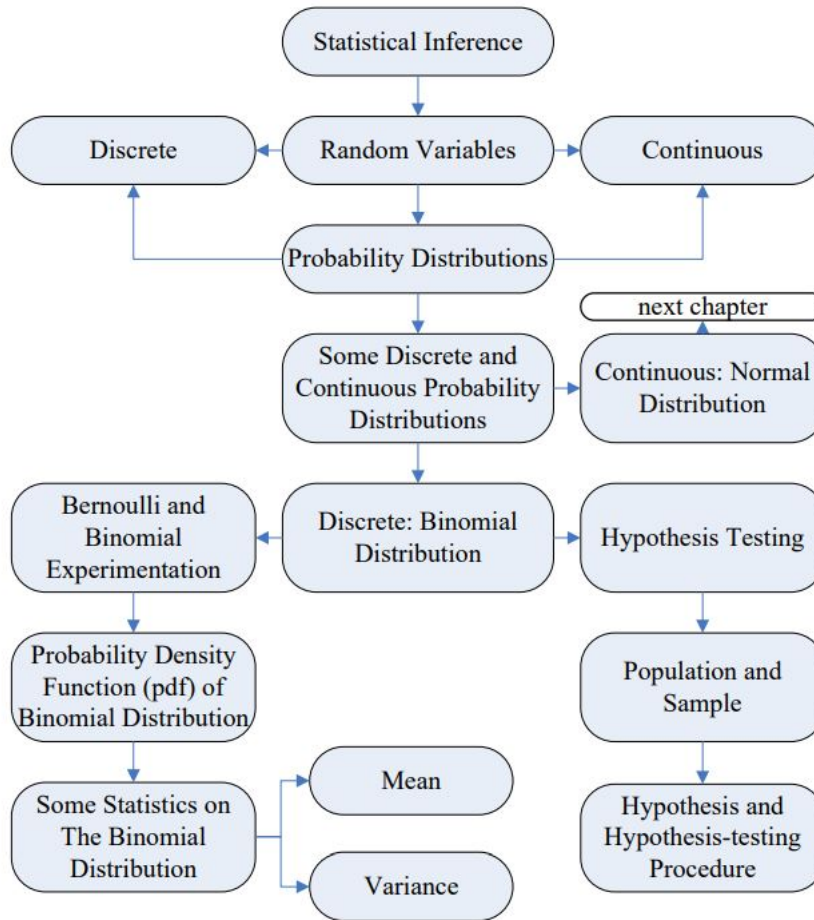 Statistical Inference
Discrete
Random Variables
Continuous
Probability Distributions
next chapter
Some Discrete and
Continuous Probability
Distributions
Continuous: Normal
Distribution
Bernoulli and
Binomial
Experimentation
Discrete: Binomial
Distribution
Hypothesis Testing
Probability Density
Function (pdf) of
Binomial Distribution
Population and
Sample
Some Statistics on
The Binomial
Distribution
Mean
Variance
Hypothesis and
Hypothesis-testing
Procedure